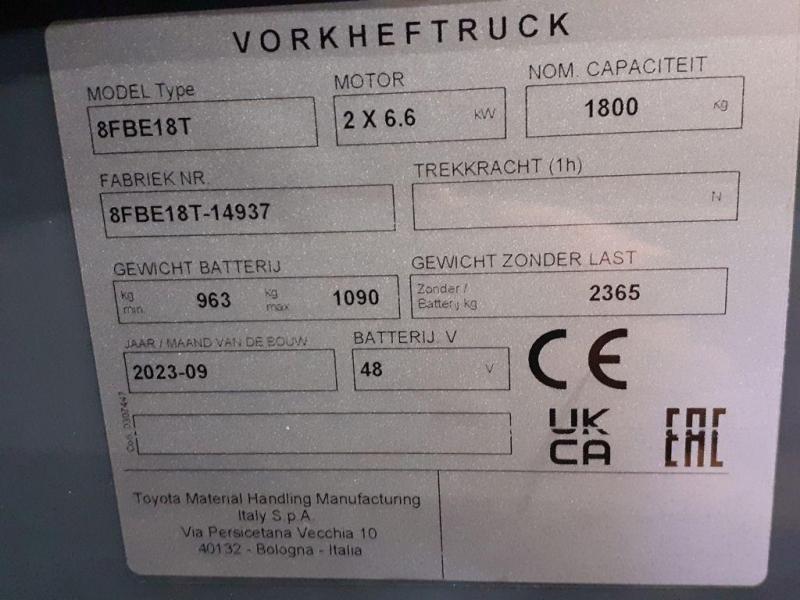 VORKHEFTRUCK
MODEL Type MOTOR NOM. CAPACITEIT
8FBE18T 2 X 6.6 kW 1800 kg
FABRIEK NR. TREKKRACHT (1h)
8FBE18T-14937 N
GEWICHT BATTERIJ GEWICHT ZONDER LAST
kg min. 963 kg max 1090 Zonder / Batterij kg 2365
JAAR / MAAND VAN DE BOUW BATTERIJ V
2023-09 48 V
CE
UK
CA
EAC
Toyota Material Handling Manufacturing
Italy S.p.A.
Via Persicetana Vecchia 10
40132 - Bologna - Italia